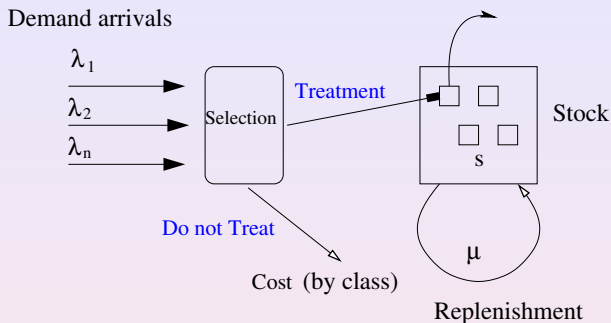 Demand arrivals
λ1
λ2
λn
Selection
Treatment
Do not Treat
Cost (by class)
Stock
s
μ
Replenishment